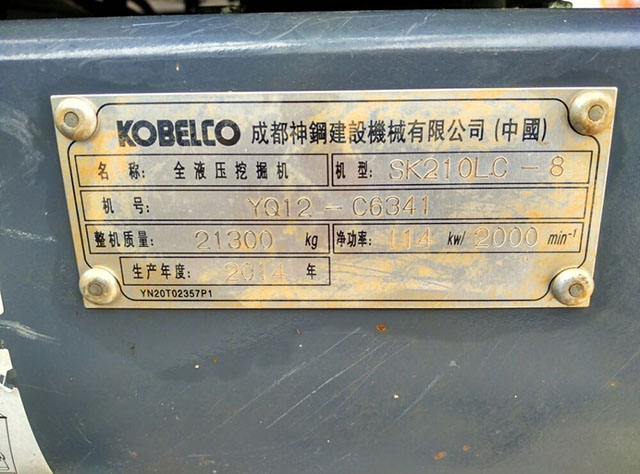 KOBELCO 成都神鋼建設機械有限公司(中國)
名 称: 全液压挖掘机 机型: SK210LC-8
机 号: YQ12-C6341
整机质量: 21300 kg 净功率: 114 kw/ 2000 min⁻¹
生产年度: 2014 年
YN20T02357P1